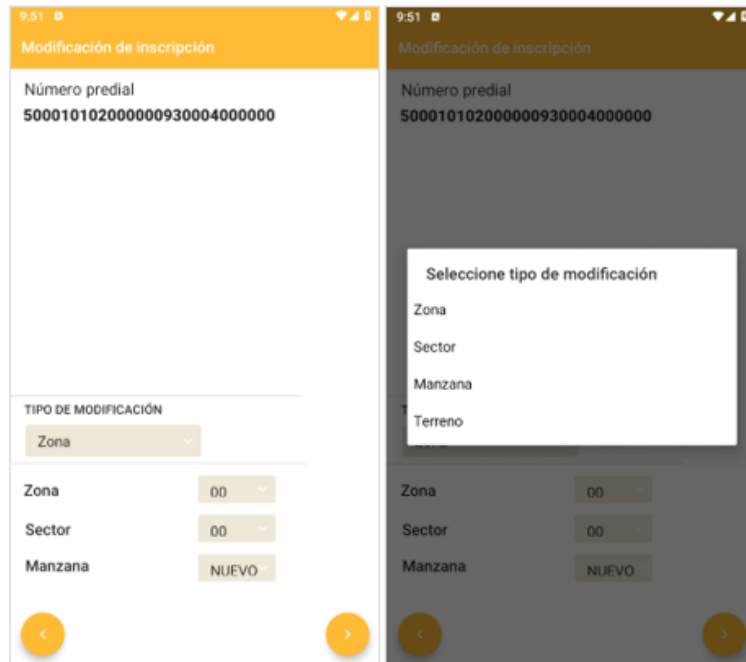 9:51
Modificación de inscripción
Número predial
500010102000000930004000000
TIPO DE MODIFICACIÓN
Zona
Zona 00
Sector 00
Manzana NUEVO
9:51
Modificación de inscripción
Número predial
500010102000000930004000000
Seleccione tipo de modificación
Zona
Sector
Manzana
Terreno
Zona 00
Sector 00
Manzana NUEVO